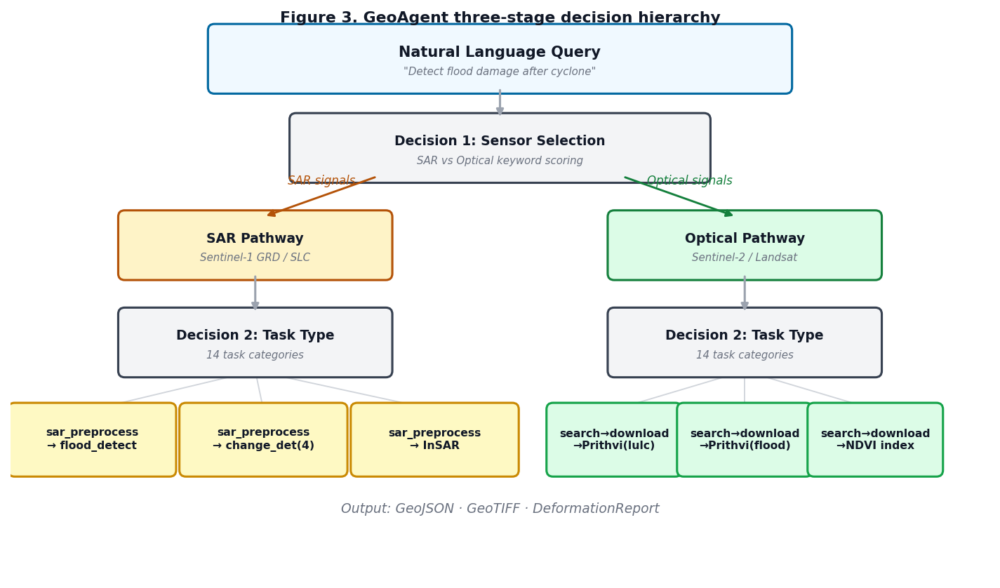 Figure 3. GeoAgent three-stage decision hierarchy
Natural Language Query
"Detect flood damage after cyclone"
Decision 1: Sensor Selection
SAR vs Optical keyword scoring
SAR signals
Optical signals
SAR Pathway
Sentinel-1 GRD / SLC
Optical Pathway
Sentinel-2 / Landsat
Decision 2: Task Type
14 task categories
Decision 2: Task Type
14 task categories
sar_preprocess
→ flood_detect
sar_preprocess
→ change_det(4)
sar_preprocess
→ InSAR
search→download
→Prithvi(lulc)
search→download
→Prithvi(flood)
search→download
→NDVI index
Output: GeoJSON · GeoTIFF · DeformationReport